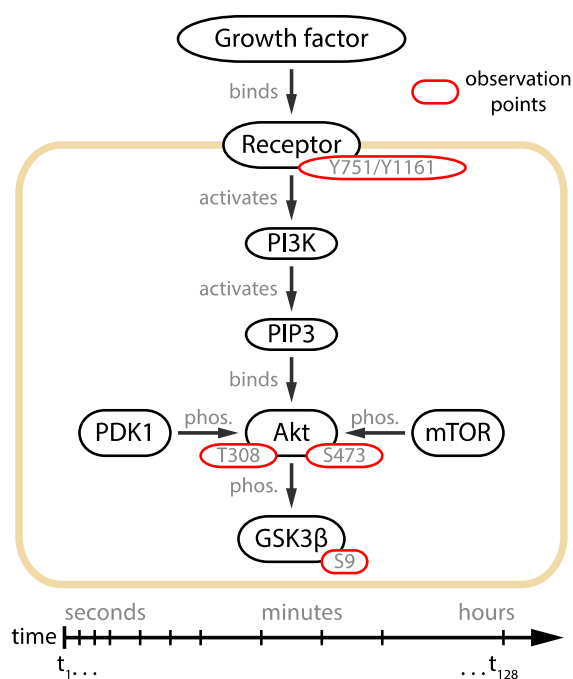 Growth factor
observation
points
binds
Receptor
Y751/Y1161
activates
PI3K
activates
PIP3
binds
PDK1
phos.
Akt
phos.
mTOR
T308
S473
phos.
GSK3β
S9
seconds
minutes
hours
time
t1...
...t128